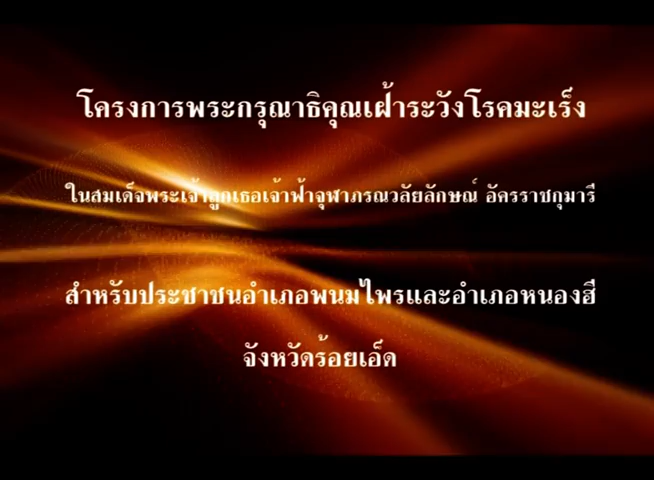 โครงการพระกรุณาธิคุณเฝ้าระวังโรคมะเร็ง
ในสมเด็จพระเจ้าลูกเธอเจ้าฟ้าจุฬาภรณวลัยลักษณ์ อัครราชกุมารี
สำหรับประชาชนอำเภอพนมไพรและอำเภอหนองฮี
จังหวัดร้อยเอ็ด